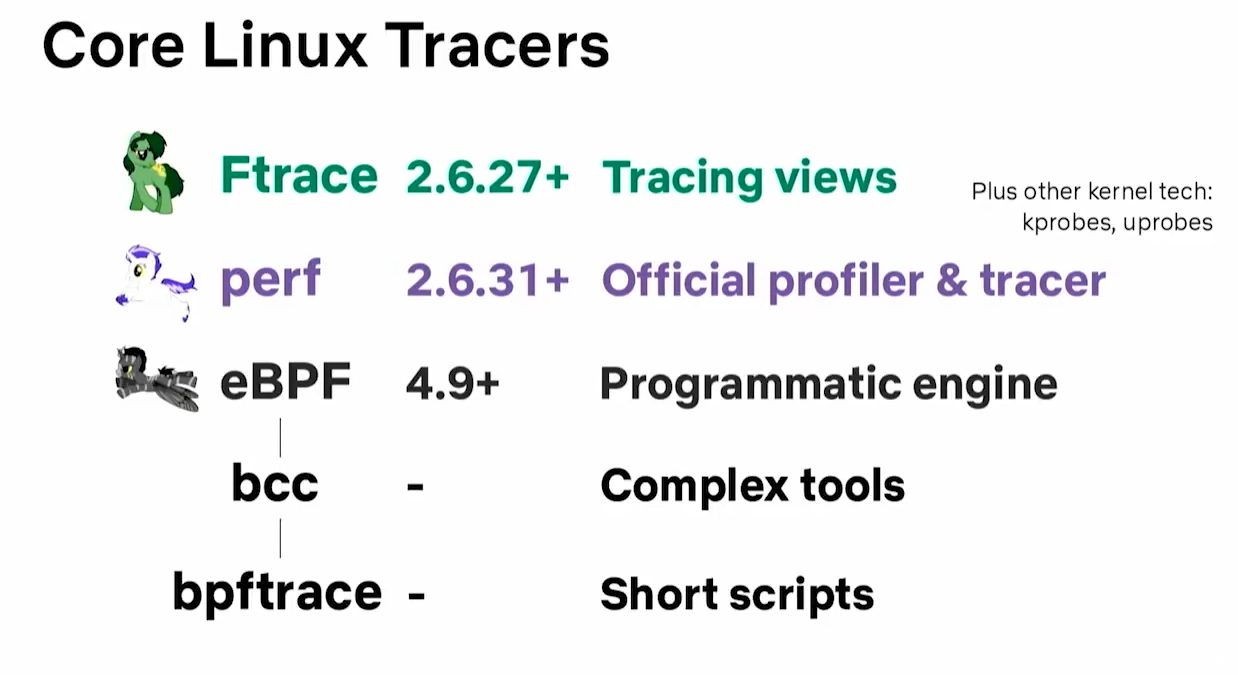 Core Linux Tracers
Ftrace 2.6.27+ Tracing views
Plus other kernel tech:
kprobes, uprobes
perf 2.6.31+ Official profiler & tracer
eBPF 4.9+ Programmatic engine
bcc - Complex tools
bpftrace - Short scripts